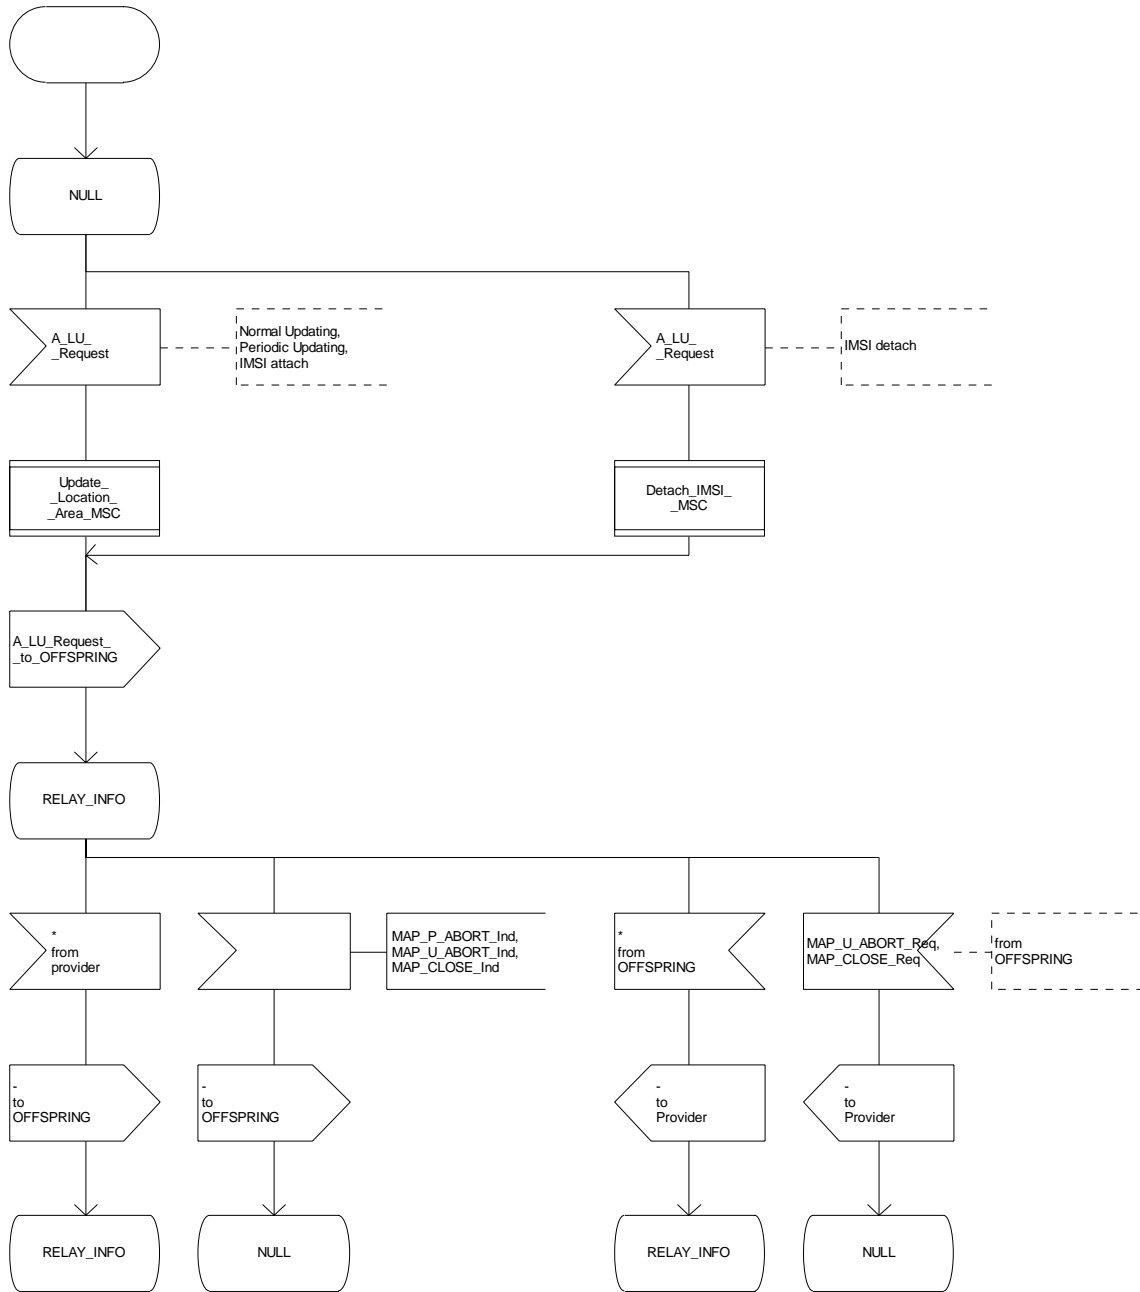 NULL
A_LU_
_Request
Normal Updating,
Periodic Updating,
IMSI attach
A_LU_
_Request
IMSI detach
Update_
_Location_
_Area_MSC
Detach_IMSI_
_MSC
A_LU_Request_
_to_OFFSPRING
RELAY_INFO
*
from
provider
MAP_P_ABORT_Ind,
MAP_U_ABORT_Ind,
MAP_CLOSE_Ind
*
from
OFFSPRING
MAP_U_ABORT_Req,
MAP_CLOSE_Req
from
OFFSPRING
-
to
OFFSPRING
-
to
OFFSPRING
-
to
Provider
-
to
Provider
RELAY_INFO
NULL
RELAY_INFO
NULL